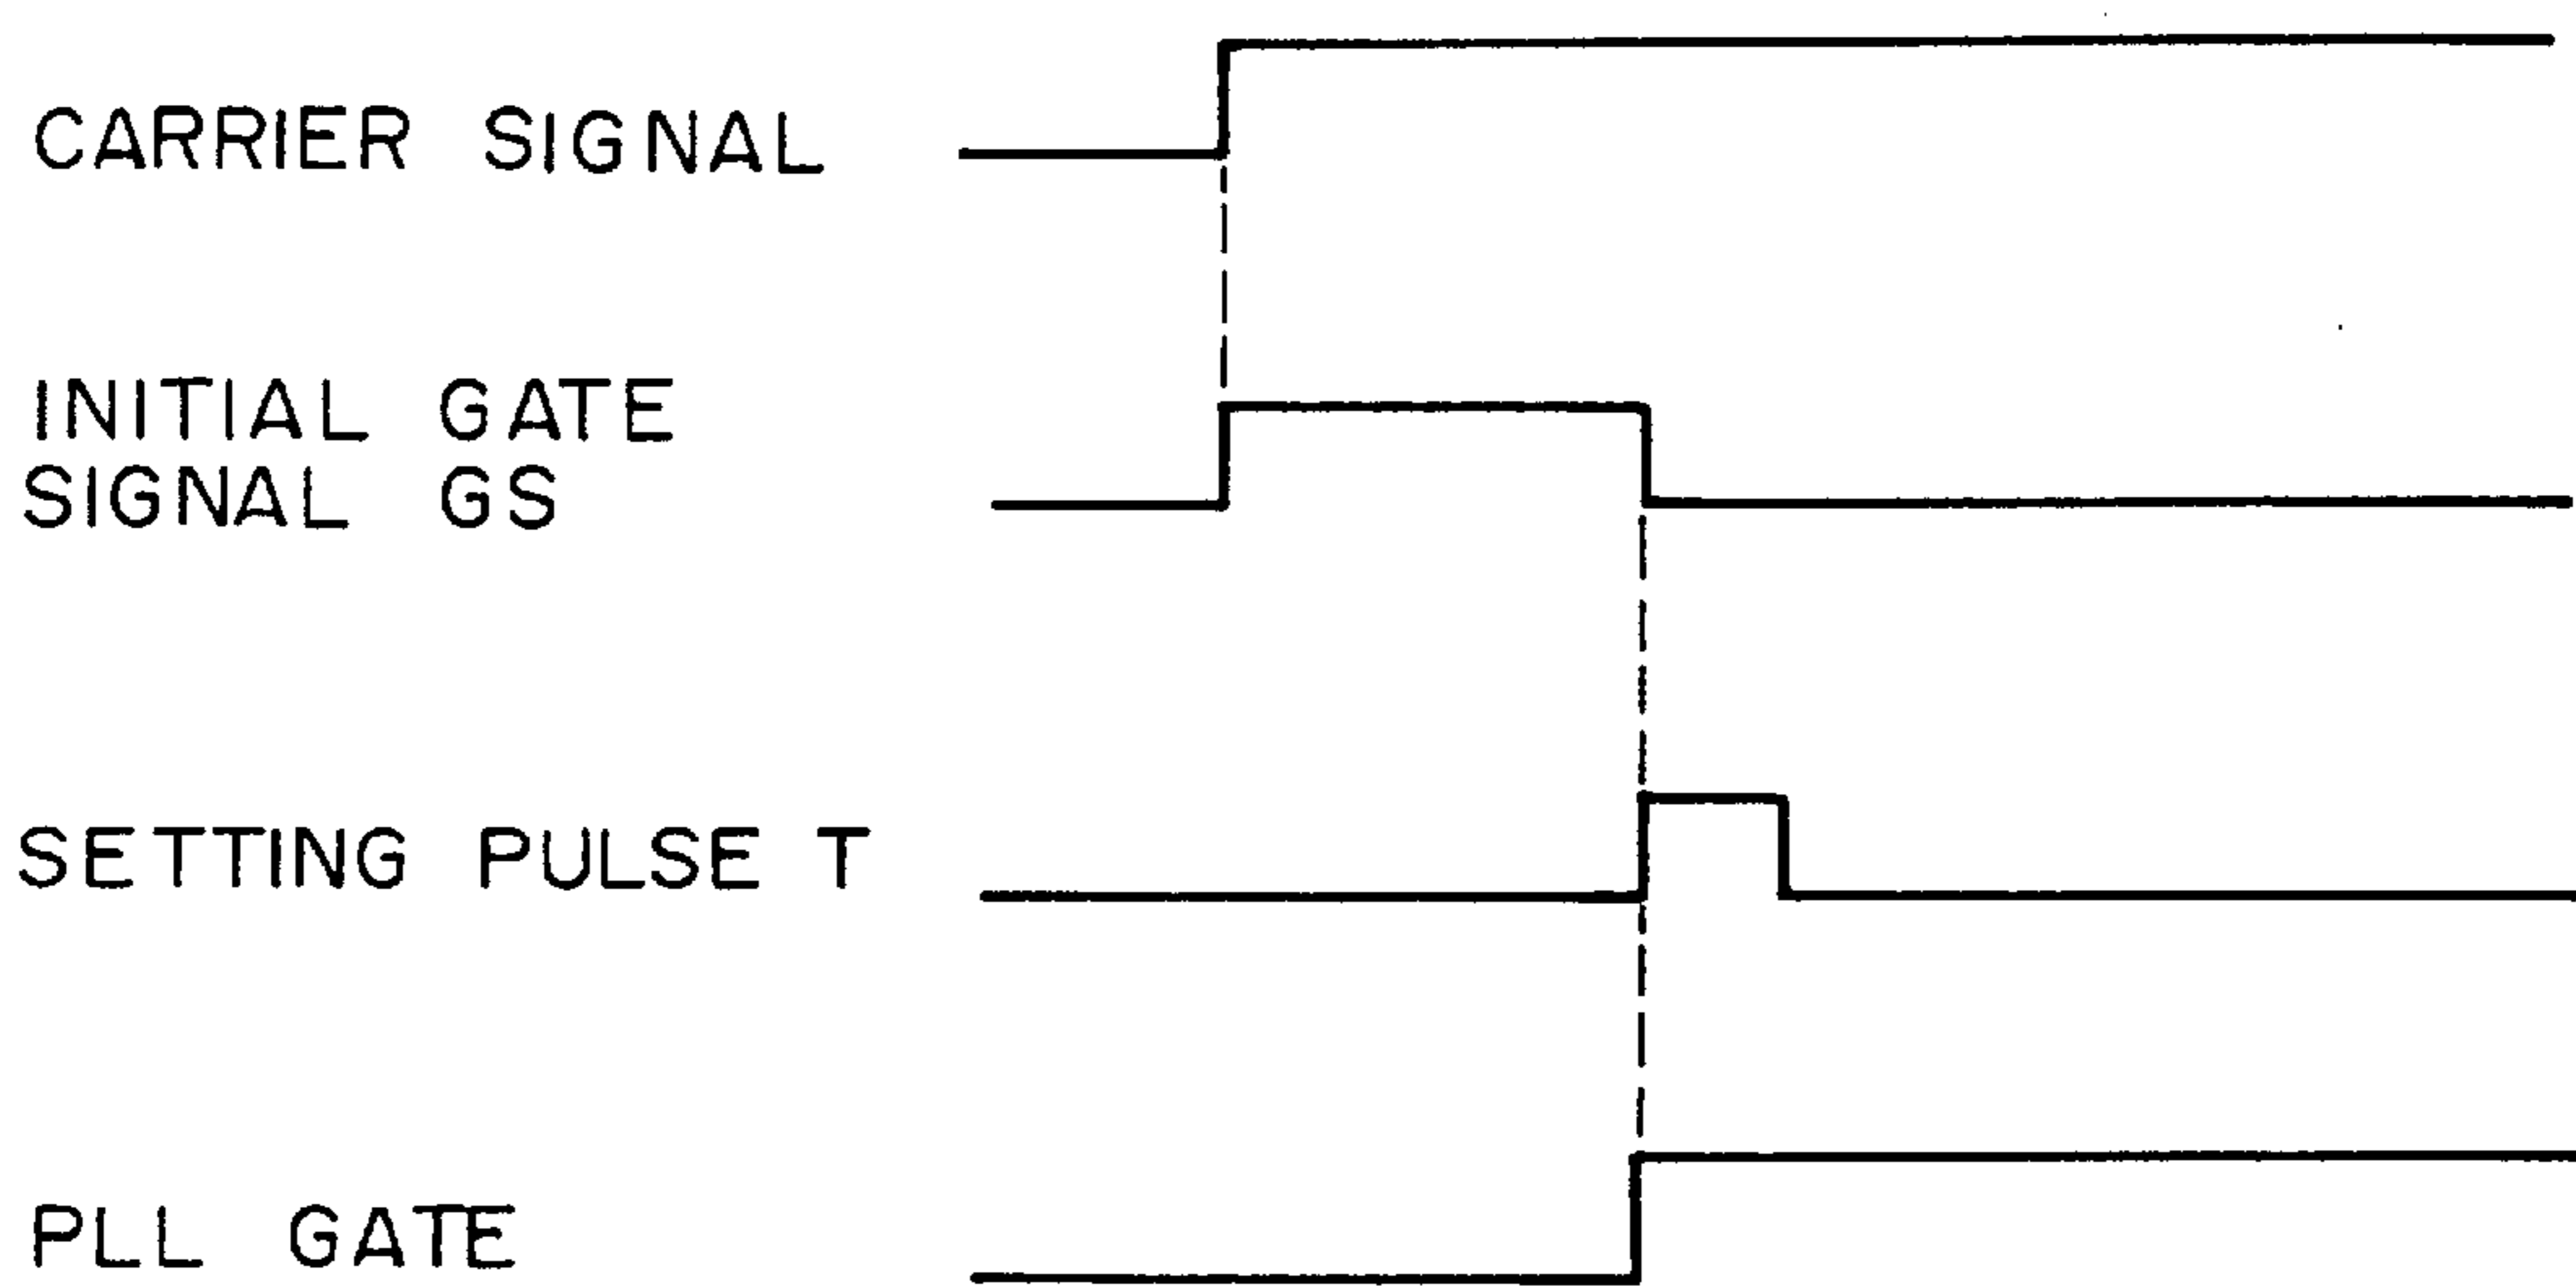 CARRIER SIGNAL
INITIAL GATE
SIGNAL GS
SETTING PULSE T
PLL GATE